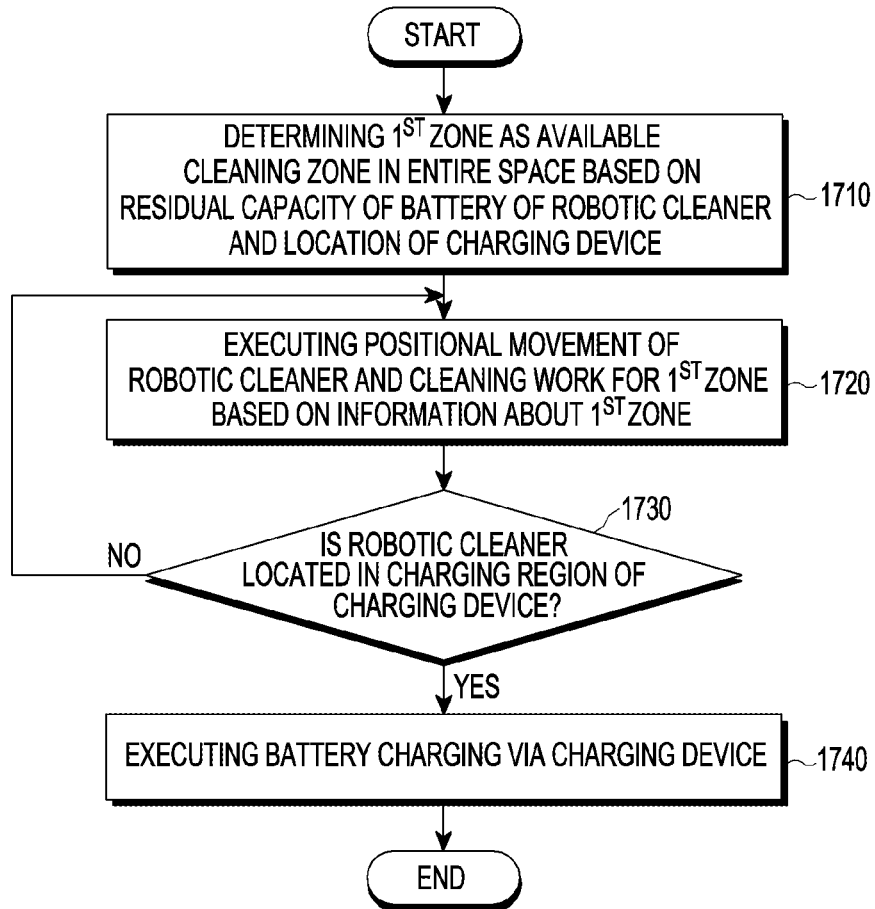 START
DETERMINING 1ST ZONE AS AVAILABLE
CLEANING ZONE IN ENTIRE SPACE BASED ON
RESIDUAL CAPACITY OF BATTERY OF ROBOTIC CLEANER
AND LOCATION OF CHARGING DEVICE
1710
EXECUTING POSITIONAL MOVEMENT OF
ROBOTIC CLEANER AND CLEANING WORK FOR 1ST ZONE
BASED ON INFORMATION ABOUT 1ST ZONE
1720
1730
IS ROBOTIC CLEANER
LOCATED IN CHARGING REGION OF
CHARGING DEVICE?
NO
YES
EXECUTING BATTERY CHARGING VIA CHARGING DEVICE
1740
END